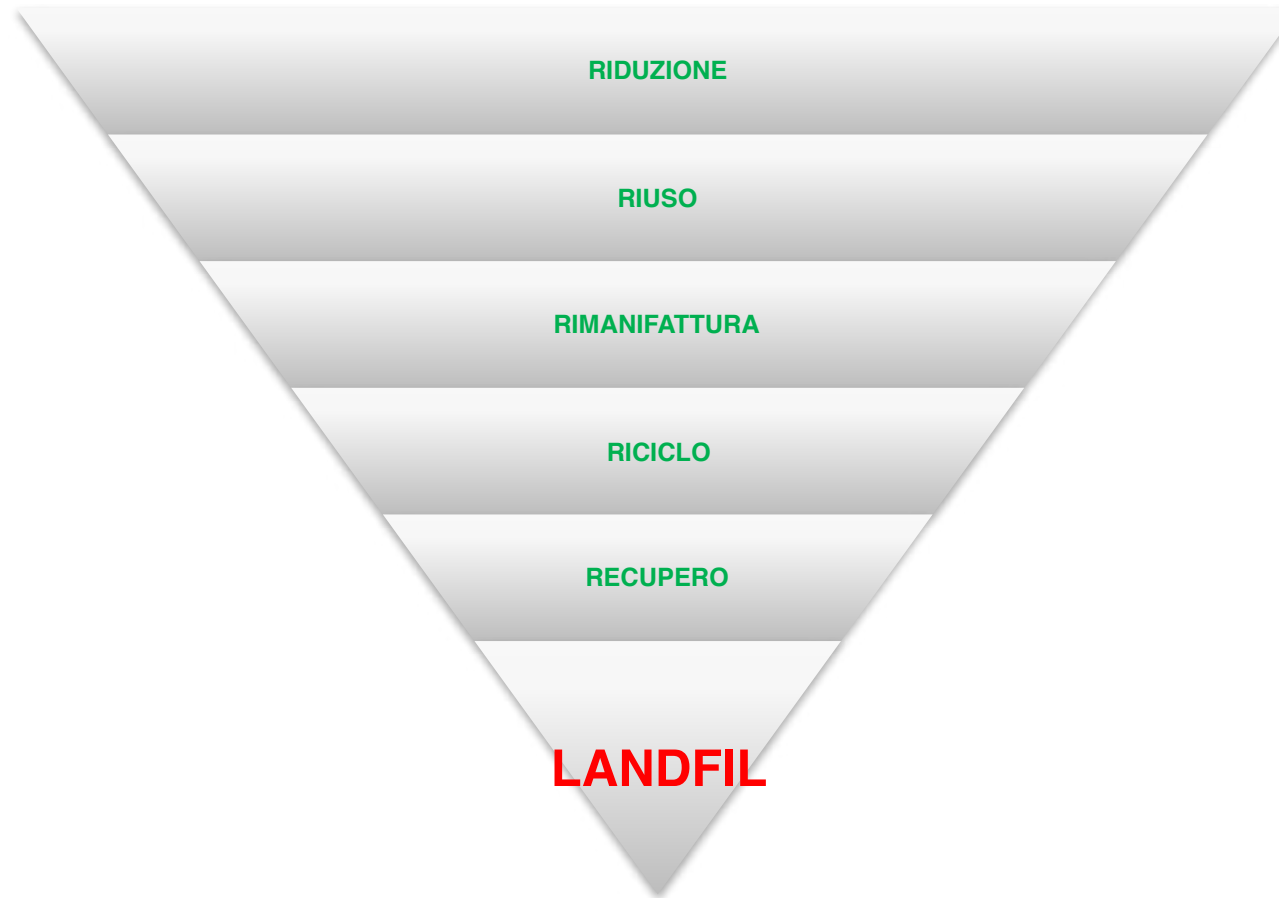 RIDUZIONE
RIUSO
RIMANIFATTURA
RICICLO
RECUPERO
LANDFIL